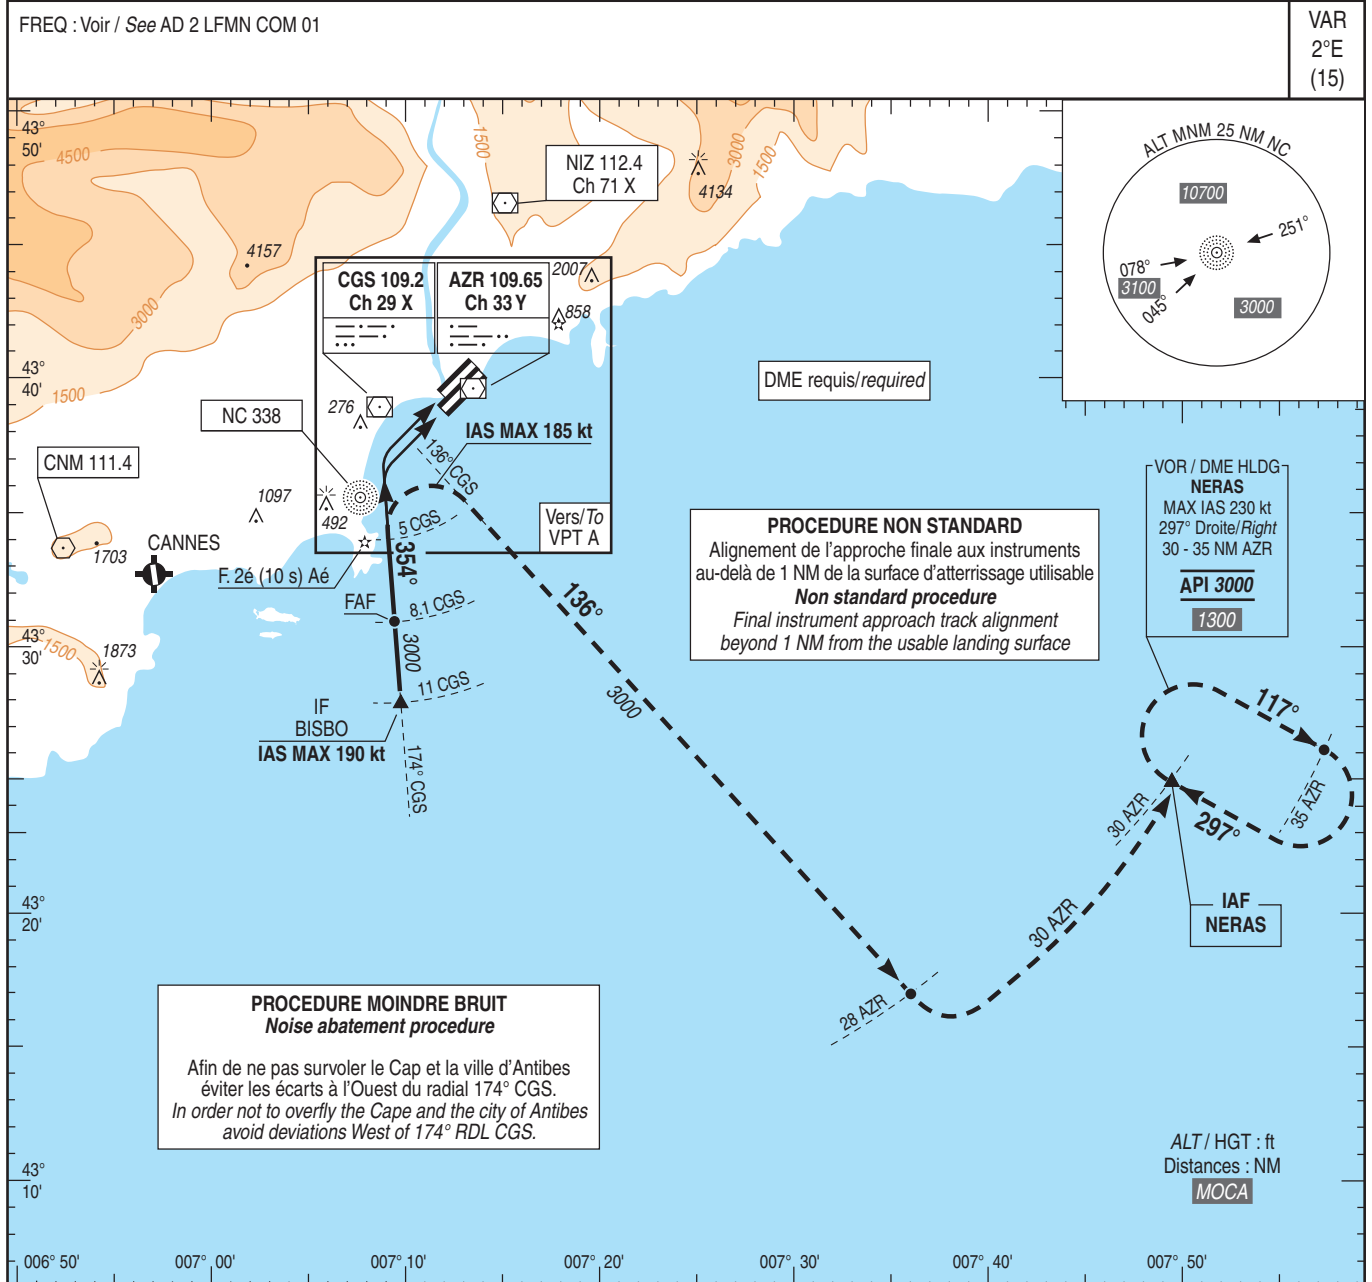 FREQ : Voir / See AD 2 LFMN COM 01
VAR
2°E
(15)
43°
50'
4500
1500
NIZ 112.4
Ch 71 X
3000
1500
4134
ALT MNM 25 NM NC
10700
251°
078°
3100
045°
3000
4157
3000
1500
CGS 109.2
Ch 29 X
AZR 109.65
Ch 33 Y
2007
858
43°
40'
DME requis/required
276
NC 338
IAS MAX 185 kt
136° CGS
CNM 111.4
1097
492
5 CGS
Vers/To
VPT A
1703
CANNES
F. 2é (10 s) Aé
354°
FAF
8.1 CGS
3000
PROCEDURE NON STANDARD
Alignement de l'approche finale aux instruments
au-delà de 1 NM de la surface d'atterrissage utilisable
Non standard procedure
Final instrument approach track alignment
beyond 1 NM from the usable landing surface
VOR / DME HLDG
NERAS
MAX IAS 230 kt
297° Droite/Right
30 - 35 NM AZR
API 3000
1300
136°
3000
43°
30'
1500
1873
11 CGS
IF
BISBO
IAS MAX 190 kt
174° CGS
117°
35 AZR
30 AZR
297°
IAF
NERAS
43°
20'
30 AZR
28 AZR
PROCEDURE MOINDRE BRUIT
Noise abatement procedure
Afin de ne pas survoler le Cap et la ville d'Antibes
éviter les écarts à l'Ouest du radial 174° CGS.
In order not to overfly the Cape and the city of Antibes
avoid deviations West of 174° RDL CGS.
ALT / HGT : ft
Distances : NM
MOCA
43°
10'
006° 50'
007° 00'
007° 10'
007° 20'
007° 30'
007° 40'
007° 50'